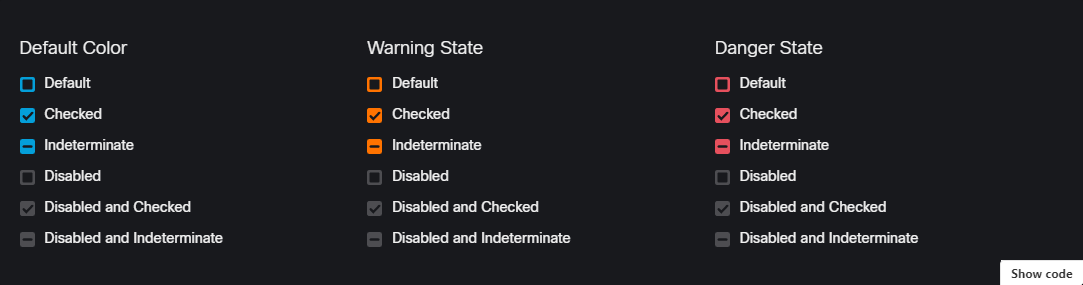 Default Color
Default
Checked
Indeterminate
Disabled
Disabled and Checked
Disabled and Indeterminate
Warning State
Default
Checked
Indeterminate
Disabled
Disabled and Checked
Disabled and Indeterminate
Danger State
Default
Checked
Indeterminate
Disabled
Disabled and Checked
Disabled and Indeterminate
Show code